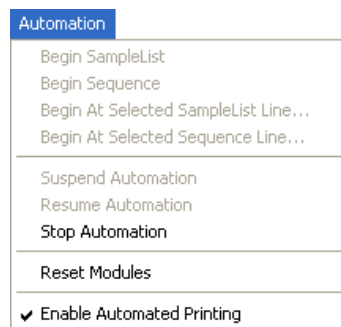 Automation
Begin SampleList
Begin Sequence
Begin At Selected SampleList Line...
Begin At Selected Sequence Line...
Suspend Automation
Resume Automation
Stop Automation
Reset Modules
Enable Automated Printing